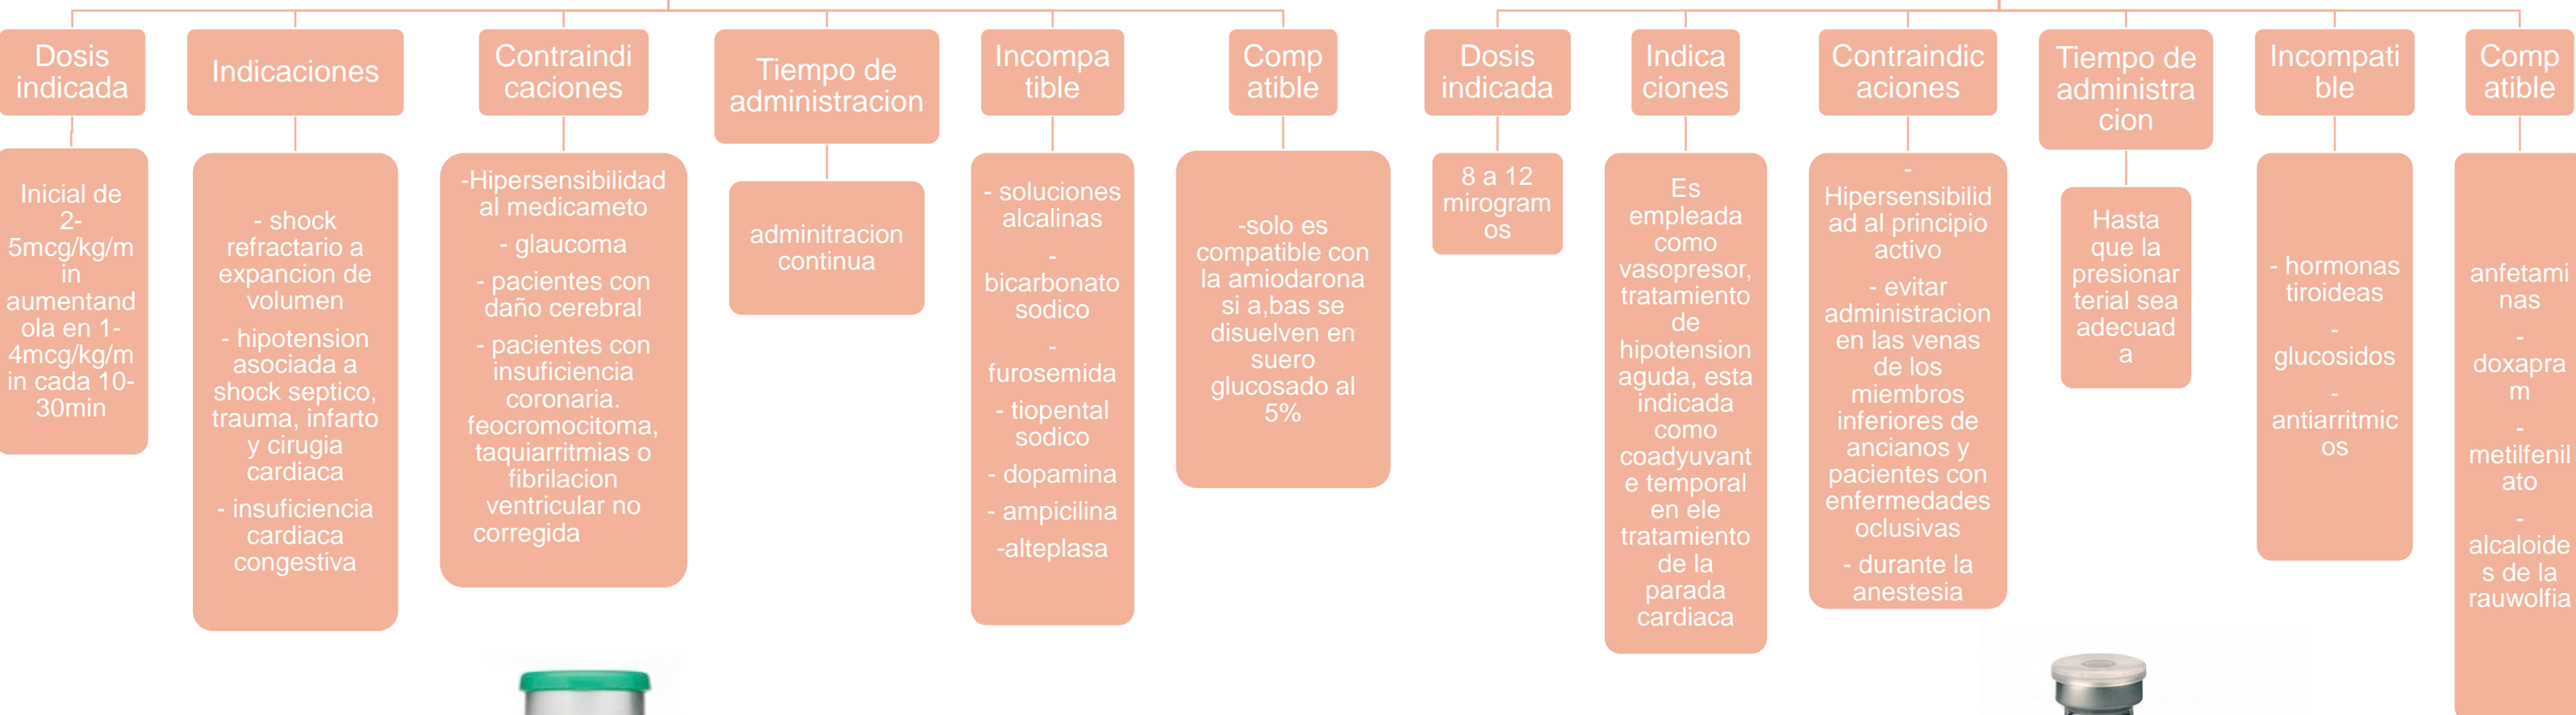 Dosis
indicada
Inicial de
2-
5mcg/kg/m
in
aumentand
ola en 1-
4mcg/kg/m
in cada 10-
30min
Indicaciones
- shock
refractario a
expancion de
volumen
- hipotension
asociada a
shock septico,
trauma, infarto
y cirugia
cardiaca
- insuficiencia
cardiaca
congestiva
Contraindi
caciones
-Hipersensibilidad
al medicameto
- glaucoma
- pacientes con
daño cerebral
- pacientes con
insuficiencia
coronaria.
feocromocitoma,
taquiarritmias o
fibrilacion
ventricular no
corregida
Tiempo de
administracion
adminitracion
continua
Incompa
tible
- soluciones
alcalinas
-
bicarbonato
sodico
-
furosemida
- tiopental
sodico
- dopamina
- ampicilina
-alteplasa
Comp
atible
-solo es
compatible con
la amiodarona
si a,bas se
disuelven en
suero
glucosado al
5%
Dosis
indicada
8 a 12
mirogram
os
Indica
ciones
Es
empleada
como
vasopresor,
tratamiento
de
hipotension
aguda, esta
indicada
como
coadyuvant
e temporal
en ele
tratamiento
de la
parada
cardiaca
Contraindic
aciones
-
Hipersensibilid
ad al principio
activo
- evitar
administracion
en las venas
de los
miembros
inferiores de
ancianos y
pacientes con
enfermedades
oclusivas
- durante la
anestesia
Tiempo de
administra
cion
Hasta
que la
presionar
terial sea
adecuad
a
Incompati
ble
- hormonas
tiroideas
-
glucosidos
-
antiarritmic
os
Comp
atible
anfetami
nas
-
doxapra
m
-
metilfenil
ato
-
alcaloide
s de la
rauwolfia